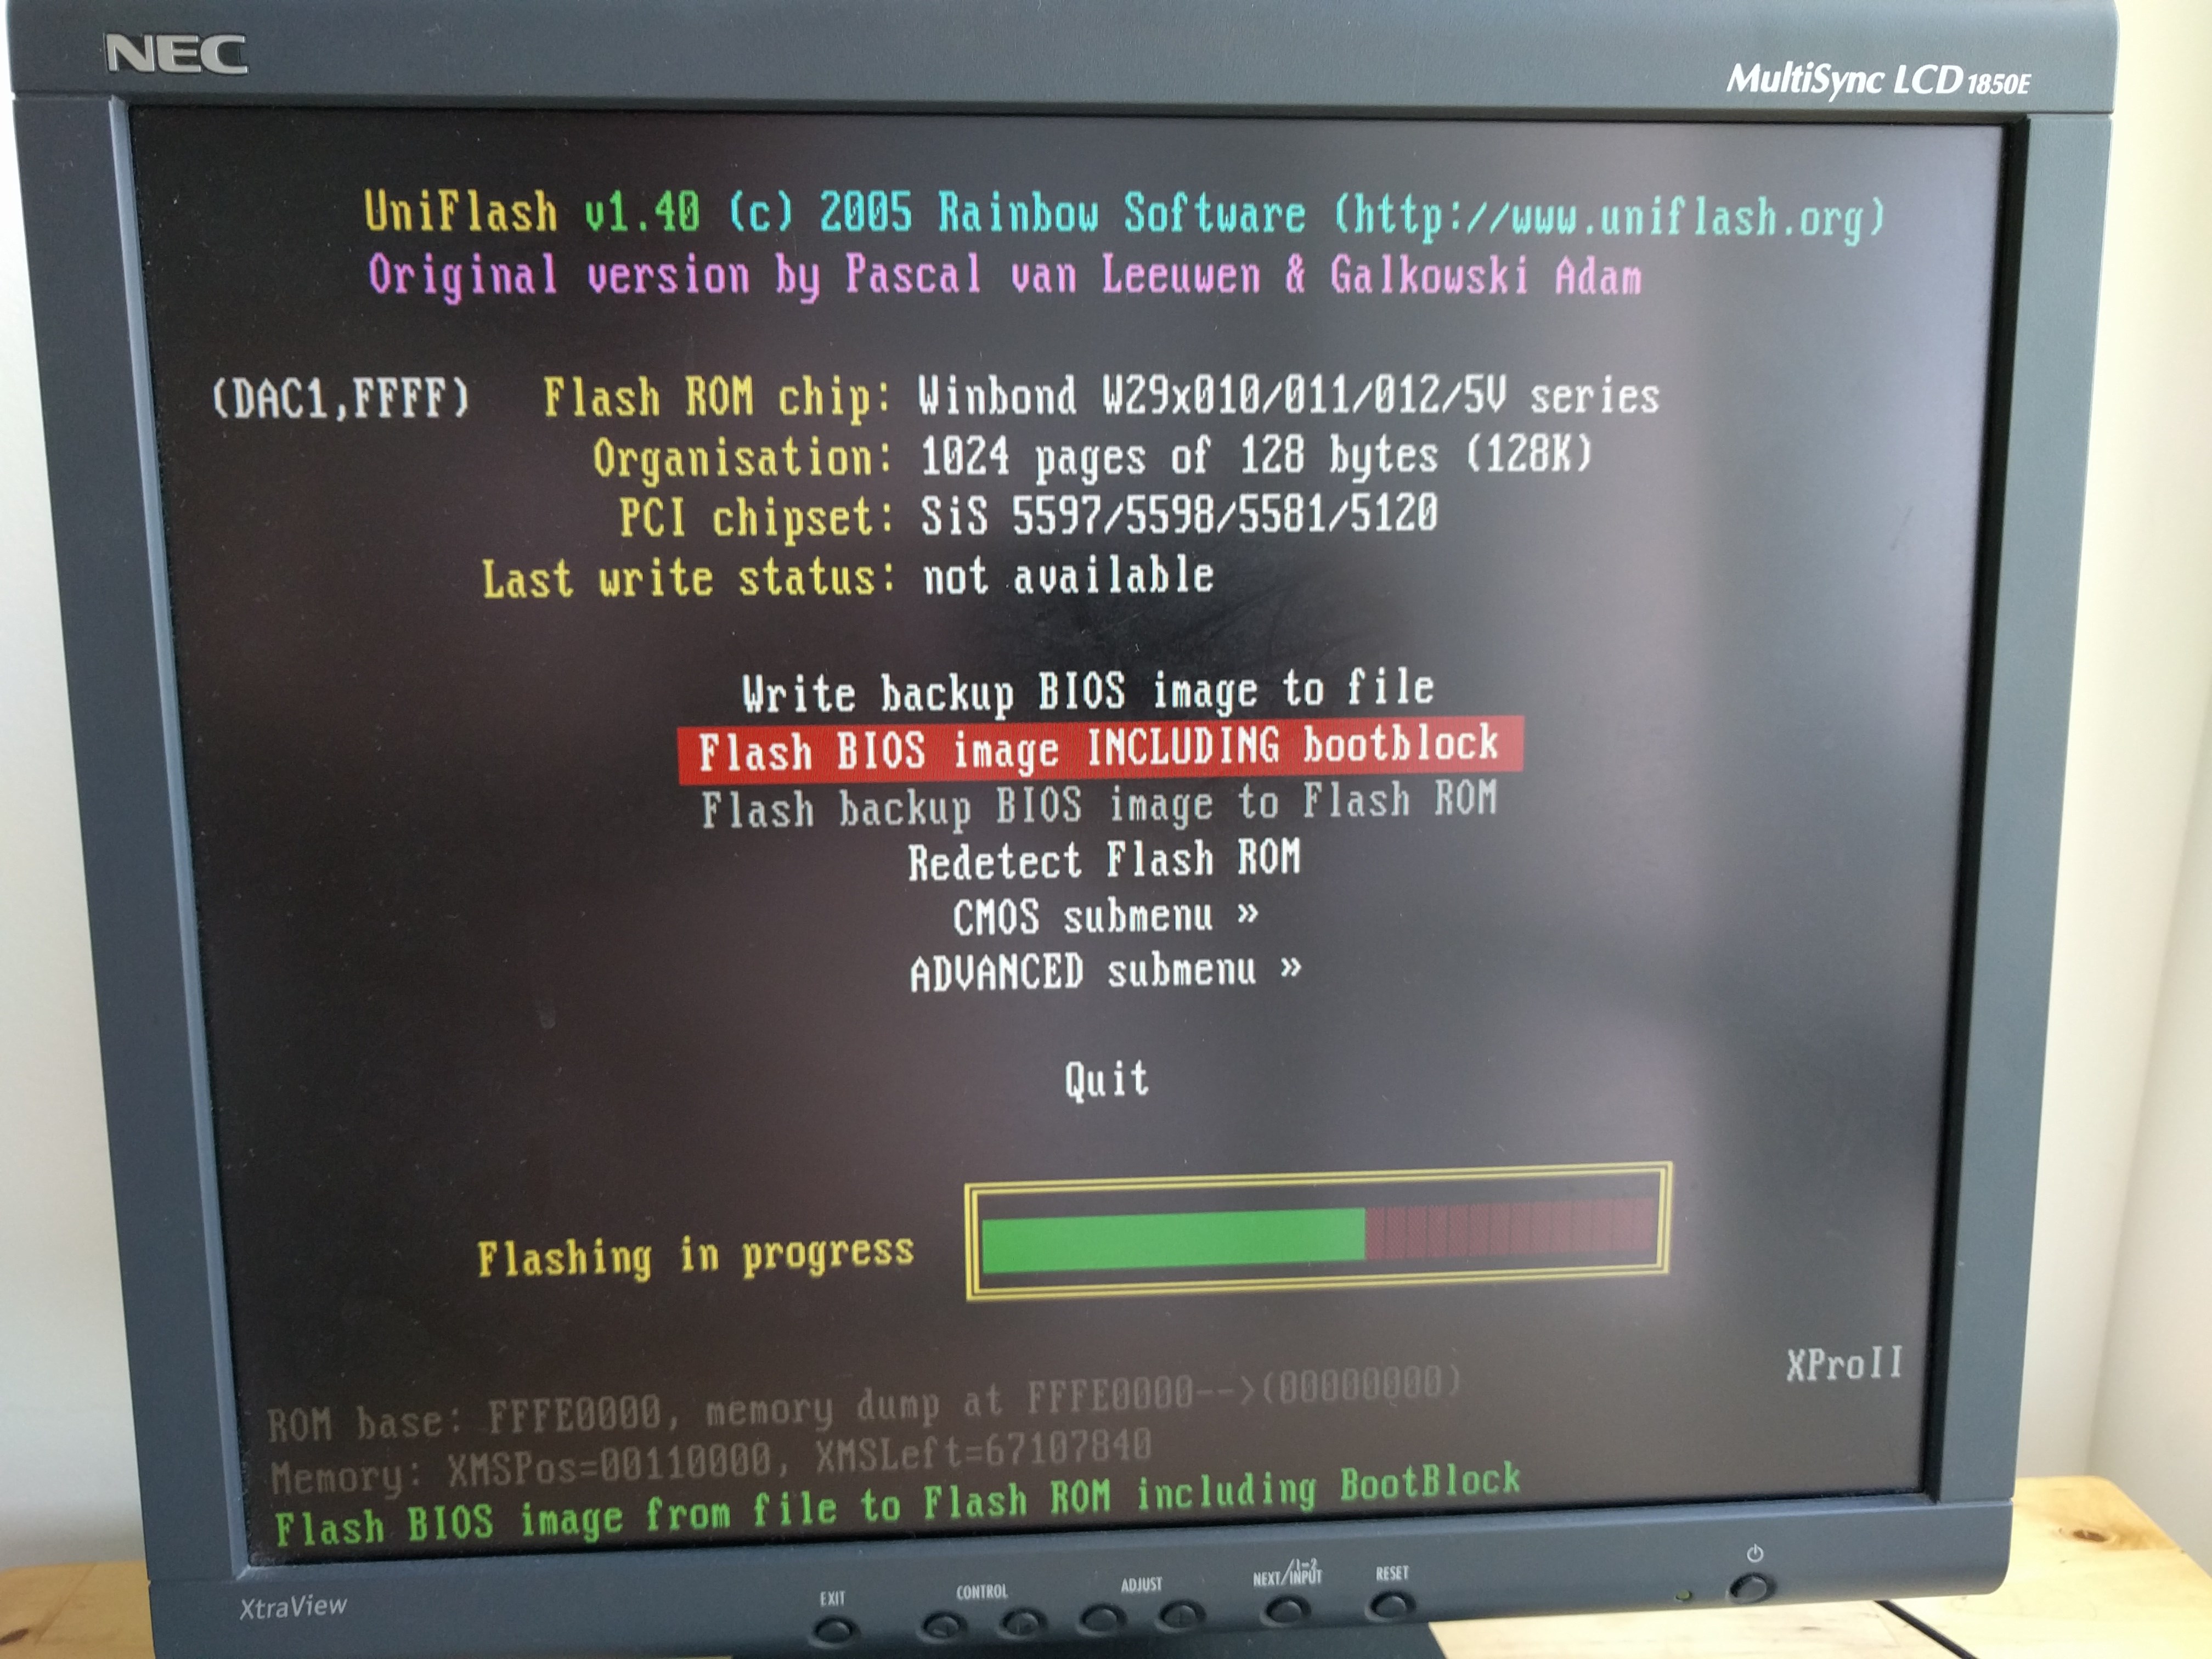 NEC
MultiSync LCD 1850E
UniFlash v1.40 (c) 2005 Rainbow Software (http://www.uniflash.org)
Original version by Pascal van Leeuwen & Galkowski Adam
(DAC1,FFFF) Flash ROM chip: Winbond W29x010/011/012/5V series
Organisation: 1024 pages of 128 bytes (128K)
PCI chipset: SiS 5597/5598/5581/5120
Last write status: not available
Write backup BIOS image to file
Flash BIOS image INCLUDING bootblock
Flash backup BIOS image to Flash ROM
Redetect Flash ROM
CMOS submenu »
ADVANCED submenu »
Quit
Flashing in progress
XProII
ROM base: FFFE0000, memory dump at FFFE0000-->(00000000)
Memory: XMSPos=00110000, XMSLeft=67107840
Flash BIOS image from file to Flash ROM including BootBlock
XtraView
EXIT
CONTROL
ADJUST
NEXT/INPUT 1-2
RESET